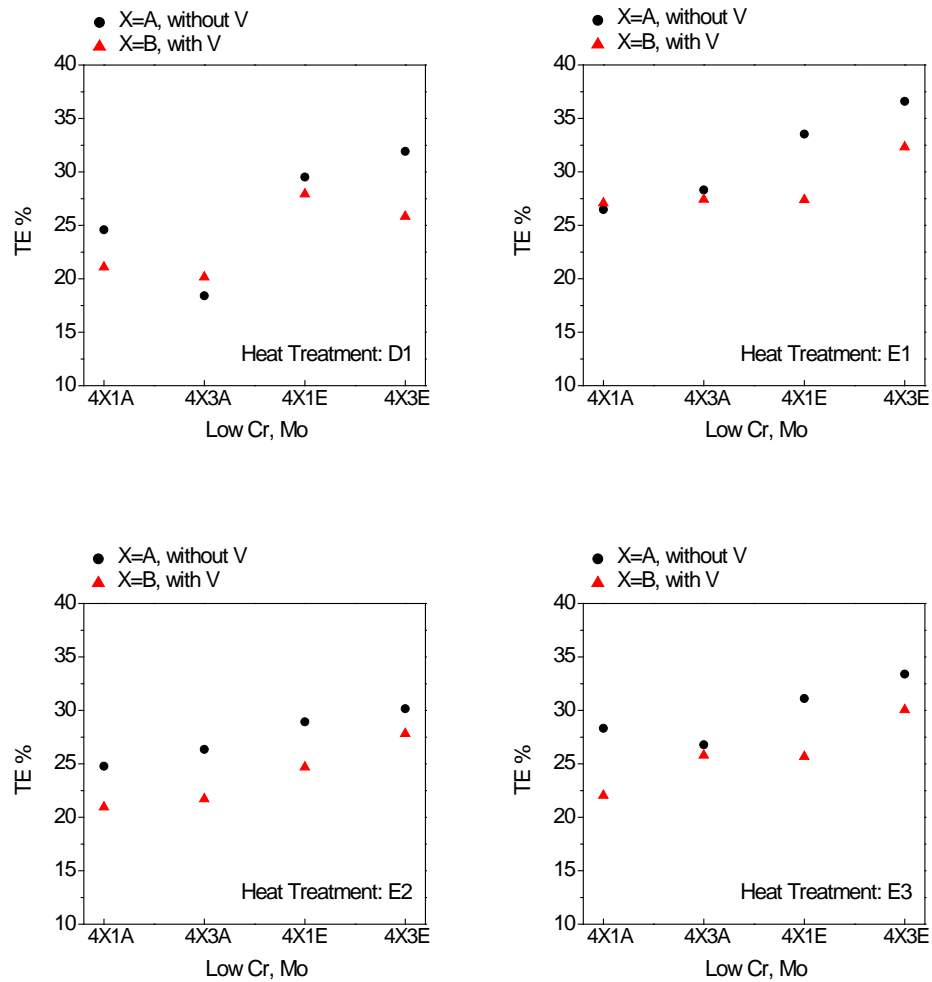 X=A, without V
X=B, with V
40
35
30
25
20
15
10
TE %
Heat Treatment: D1
4X1A 4X3A 4X1E 4X3E
Low Cr, Mo
X=A, without V
X=B, with V
40
35
30
25
20
15
10
TE %
Heat Treatment: E1
4X1A 4X3A 4X1E 4X3E
Low Cr, Mo
X=A, without V
X=B, with V
40
35
30
25
20
15
10
TE %
Heat Treatment: E2
4X1A 4X3A 4X1E 4X3E
Low Cr, Mo
X=A, without V
X=B, with V
40
35
30
25
20
15
10
TE %
Heat Treatment: E3
4X1A 4X3A 4X1E 4X3E
Low Cr, Mo